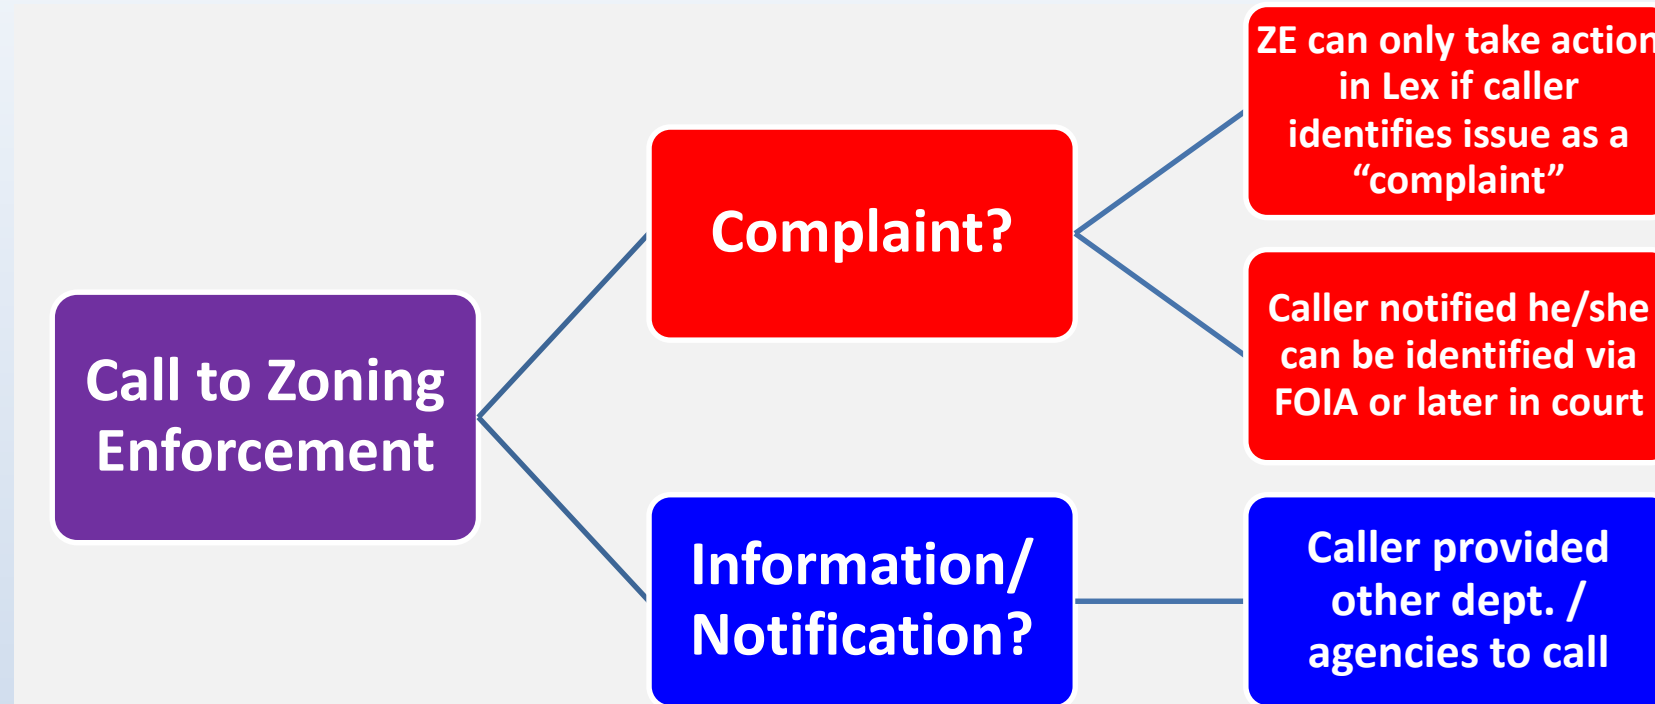 Call to Zoning
Enforcement
Complaint?
ZE can only take action
in Lex if caller
identifies issue as a
“complaint”
Caller notified he/she
can be identified via
FOIA or later in court
Information/
Notification?
Caller provided
other dept. /
agencies to call